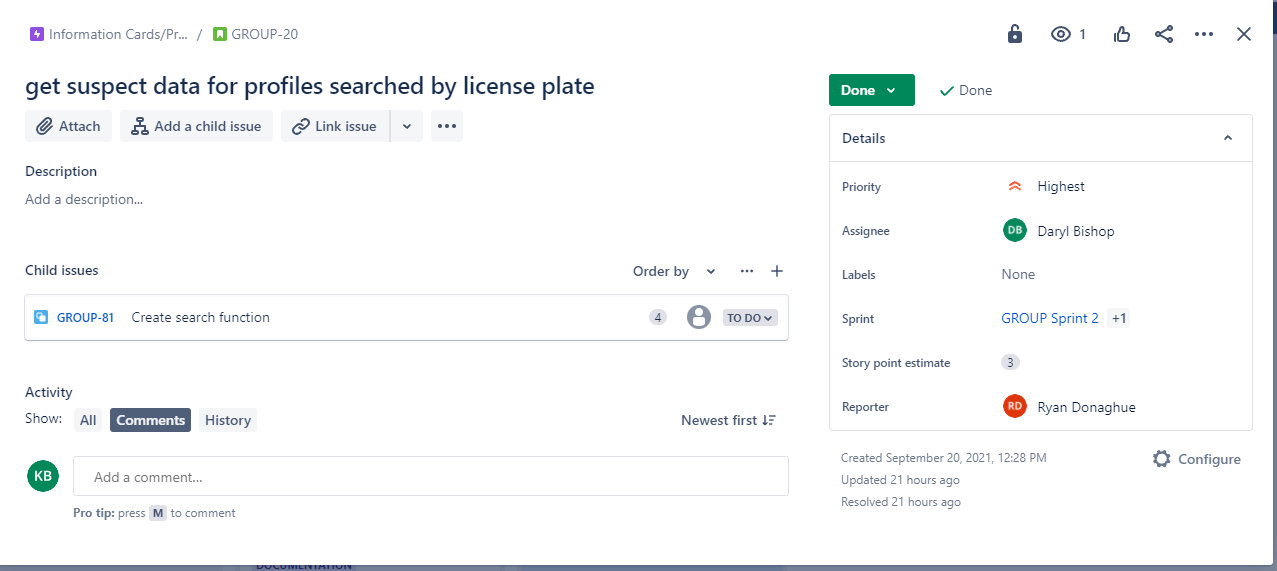 Information Cards/Pr... / GROUP-20
1
get suspect data for profiles searched by license plate
Attach Add a child issue Link issue
Description
Add a description...
Child issues Order by
GROUP-81 Create search function 4 TO DO
Activity
Show: All Comments History Newest first
KB Add a comment...
Pro tip: press M to comment
Done Done
Details
Priority Highest
Assignee DB Daryl Bishop
Labels None
Sprint GROUP Sprint 2 +1
Story point estimate 3
Reporter RD Ryan Donaghue
Created September 20, 2021, 12:28 PM Configure
Updated 21 hours ago
Resolved 21 hours ago
DOCUMENTATION